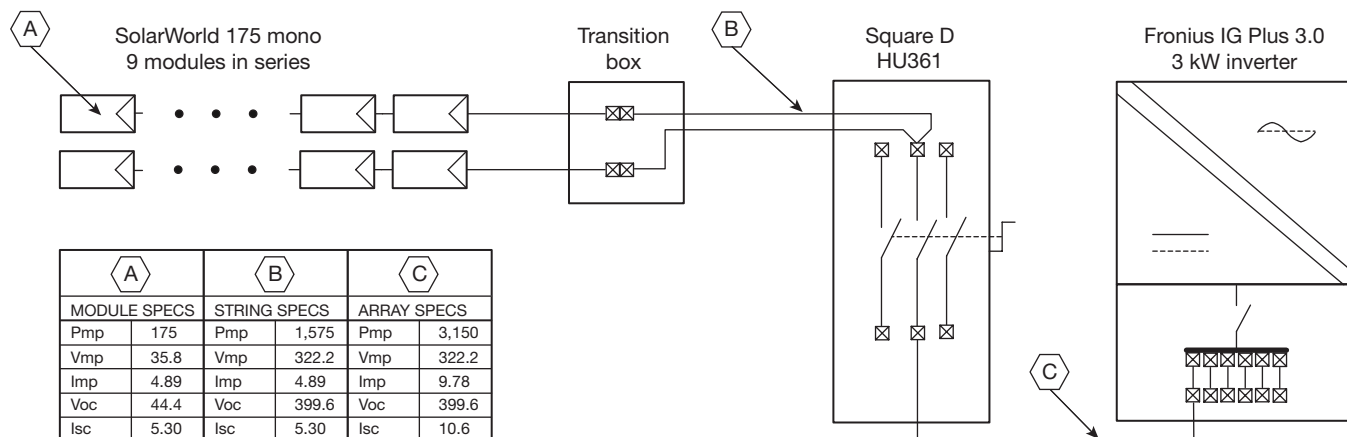 A
SolarWorld 175 mono
9 modules in series
Transition
box
B
Square D
HU361
Fronius IG Plus 3.0
3 kW inverter
A B C
MODULE SPECS STRING SPECS ARRAY SPECS
Pmp 175 Pmp 1,575 Pmp 3,150
Vmp 35.8 Vmp 322.2 Vmp 322.2
Imp 4.89 Imp 4.89 Imp 9.78
Voc 44.4 Voc 399.6 Voc 399.6
Isc 5.30 Isc 5.30 Isc 10.6
C